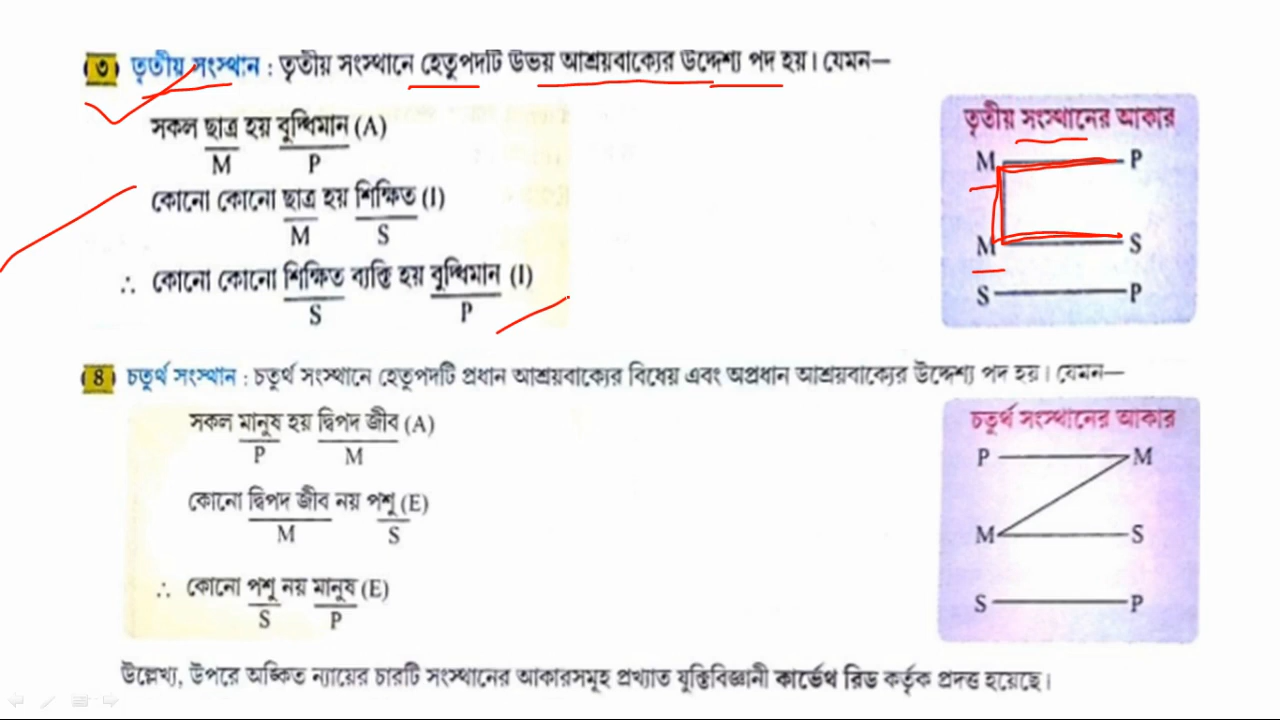 (৩) তৃতীয় সংস্থান : তৃতীয় সংস্থানে হেতুপদটি উভয় আশ্রয়বাক্যের উদ্দেশ্য পদ হয়। যেমন—
সকল ছাত্র হয় বুদ্ধিমান (A)
M P
কোনো কোনো ছাত্র হয় শিক্ষিত (I)
M S
∴ কোনো কোনো শিক্ষিত ব্যক্তি হয় বুদ্ধিমান (I)
S P
তৃতীয় সংস্থানের আকার
M P
M S
S P
(৪) চতুর্থ সংস্থান : চতুর্থ সংস্থানে হেতুপদটি প্রধান আশ্রয়বাক্যের বিধেয় এবং অপ্রধান আশ্রয়বাক্যের উদ্দেশ্য পদ হয়। যেমন—
সকল মানুষ হয় দ্বিপদ জীব (A)
P M
কোনো দ্বিপদ জীব নয় পশু (E)
M S
∴ কোনো পশু নয় মানুষ (E)
S P
চতুর্থ সংস্থানের আকার
P M
M S
S P
উল্লেখ্য, উপরে অঙ্কিত ন্যায়ের চারটি সংস্থানের আকারসমূহ প্রখ্যাত যুক্তিবিজ্ঞানী কার্ভেথ রিড কর্তৃক প্রদত্ত হয়েছে।